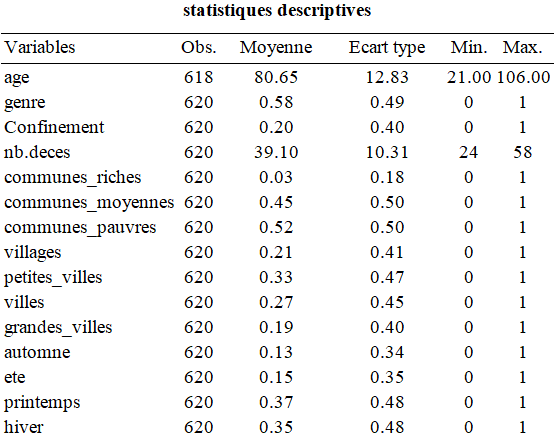 statistiques descriptives
Variables Obs. Moyenne Ecart type Min. Max.
age 618 80.65 12.83 21.00 106.00
genre 620 0.58 0.49 0 1
Confinement 620 0.20 0.40 0 1
nb.deces 620 39.10 10.31 24 58
communes_riches 620 0.03 0.18 0 1
communes_moyennes 620 0.45 0.50 0 1
communes_pauvres 620 0.52 0.50 0 1
villages 620 0.21 0.41 0 1
petites_villes 620 0.33 0.47 0 1
villes 620 0.27 0.45 0 1
grandes_villes 620 0.19 0.40 0 1
automne 620 0.13 0.34 0 1
ete 620 0.15 0.35 0 1
printemps 620 0.37 0.48 0 1
hiver 620 0.35 0.48 0 1